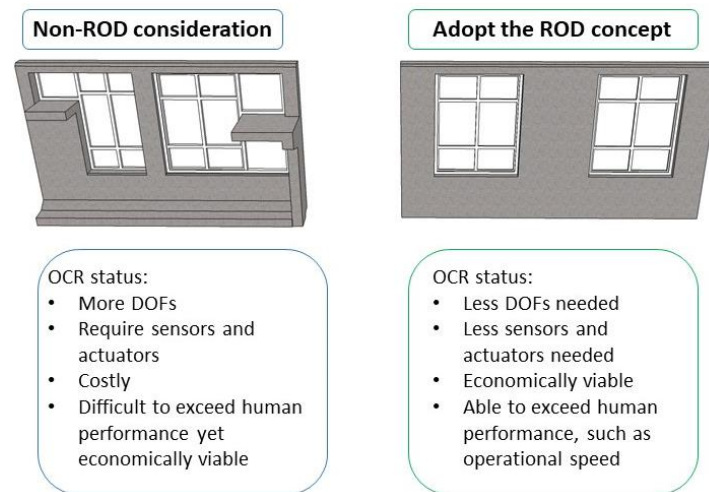 Non-ROD consideration
OCR status:
• More DOFs
• Require sensors and
actuators
• Costly
• Difficult to exceed human
performance yet
economically viable
Adopt the ROD concept
OCR status:
• Less DOFs needed
• Less sensors and
actuators needed
• Economically viable
• Able to exceed human
performance, such as
operational speed